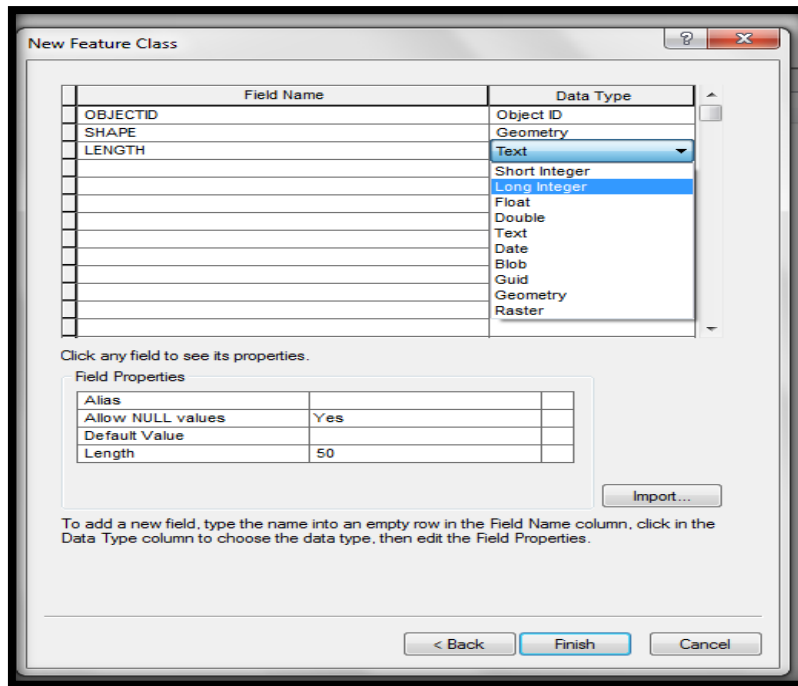 New Feature Class
Field Name Data Type
OBJECTID Object ID
SHAPE Geometry
LENGTH Text
Short Integer
Long Integer
Float
Double
Text
Date
Blob
Guid
Geometry
Raster
Click any field to see its properties.
Field Properties
Alias
Allow NULL values Yes
Default Value
Length 50
Import...
To add a new field, type the name into an empty row in the Field Name column, click in the
Data Type column to choose the data type, then edit the Field Properties.
< Back Finish Cancel